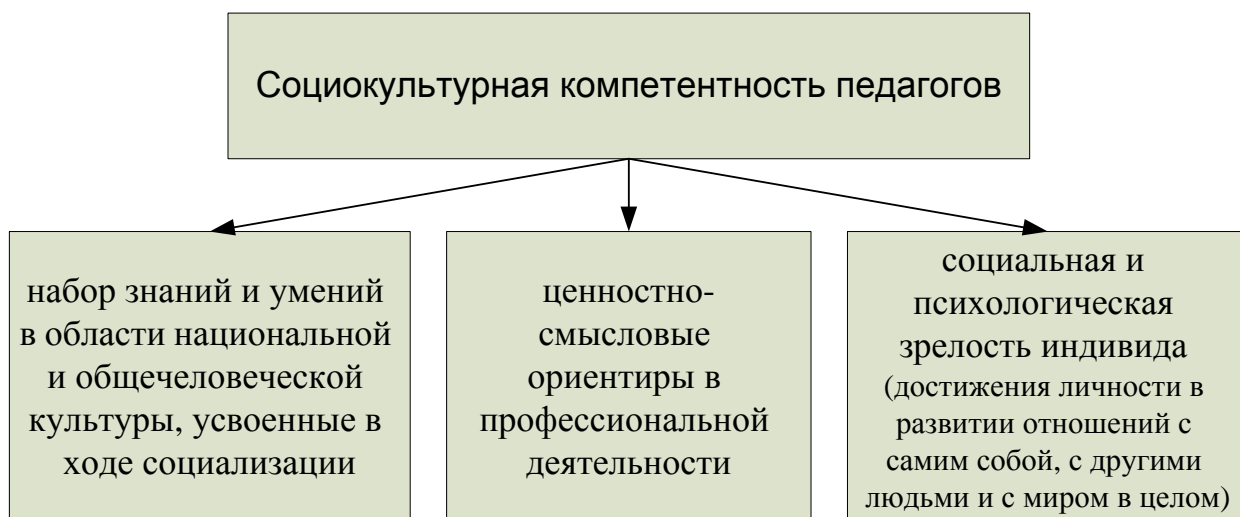 Социокультурная компетентность педагогов
набор знаний и умений
в области национальной
и общечеловеческой
культуры, усвоенные в
ходе социализации
ценностно-
смысловые
ориентиры в
профессиональной
деятельности
социальная и
психологическая
зрелость индивида
(достижения личности в
развитии отношений с
самим собой, с другими
людьми и с миром в целом)